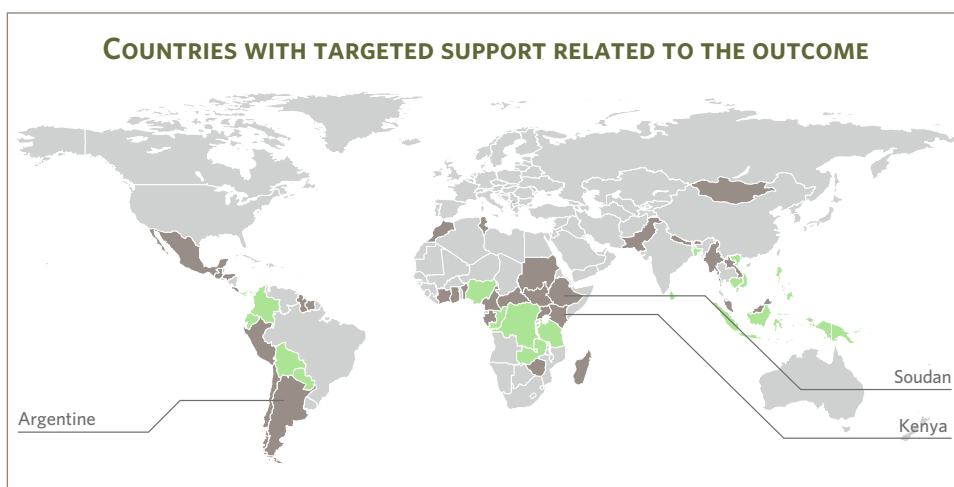 COUNTRIES WITH TARGETED SUPPORT RELATED TO THE OUTCOME
Soudan
Argentine
Kenya